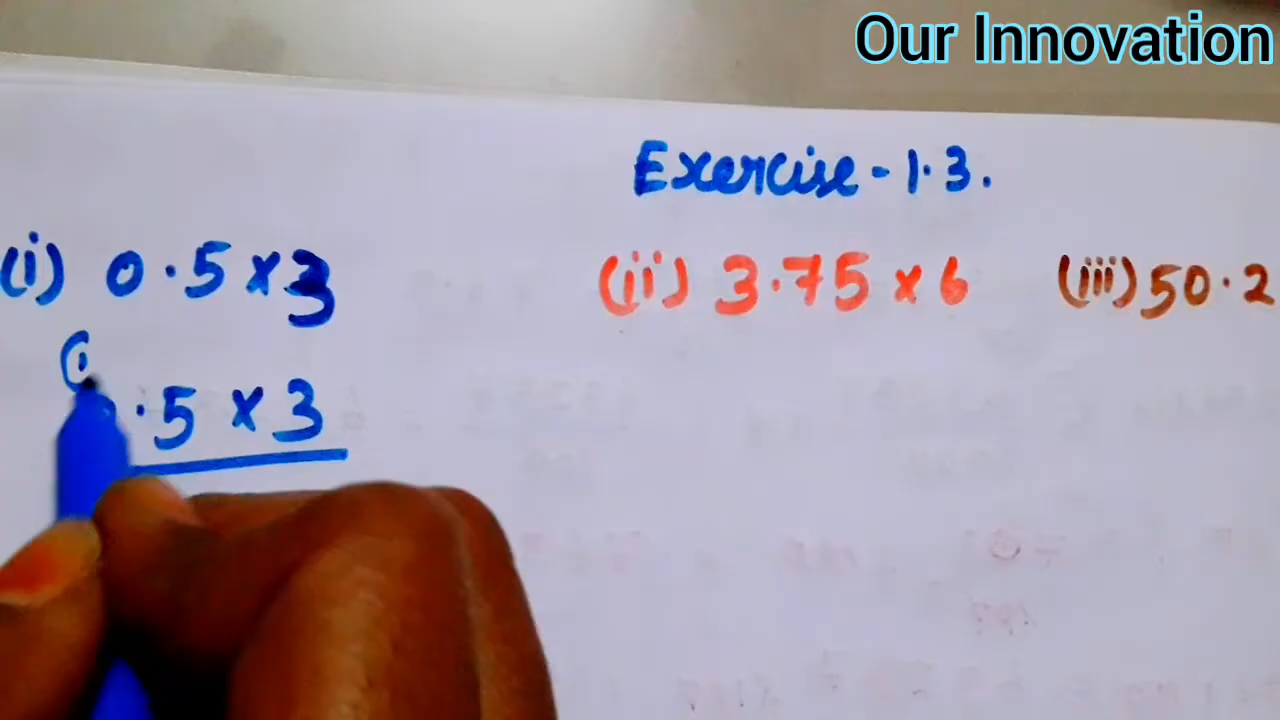 Our Innovation
Exercise - 1.3.
(i) 0.5 x 3
(ii) 3.75 x 6
(iii) 50.2
.5 x 3